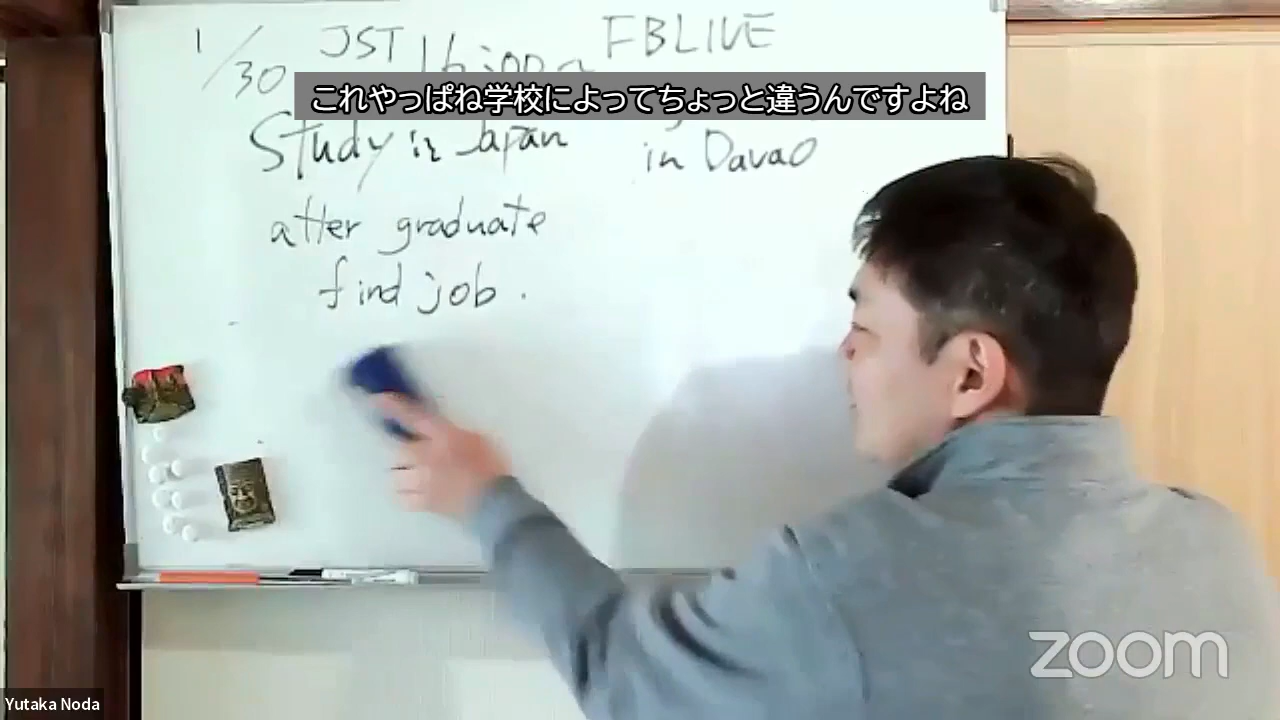 1/30 JST 16:00~ FBLIVE
これやっぱね学校によってちょっと違うんですよね
Study in Japan
in Davao
after graduate
find job.
zoom
Yutaka Noda